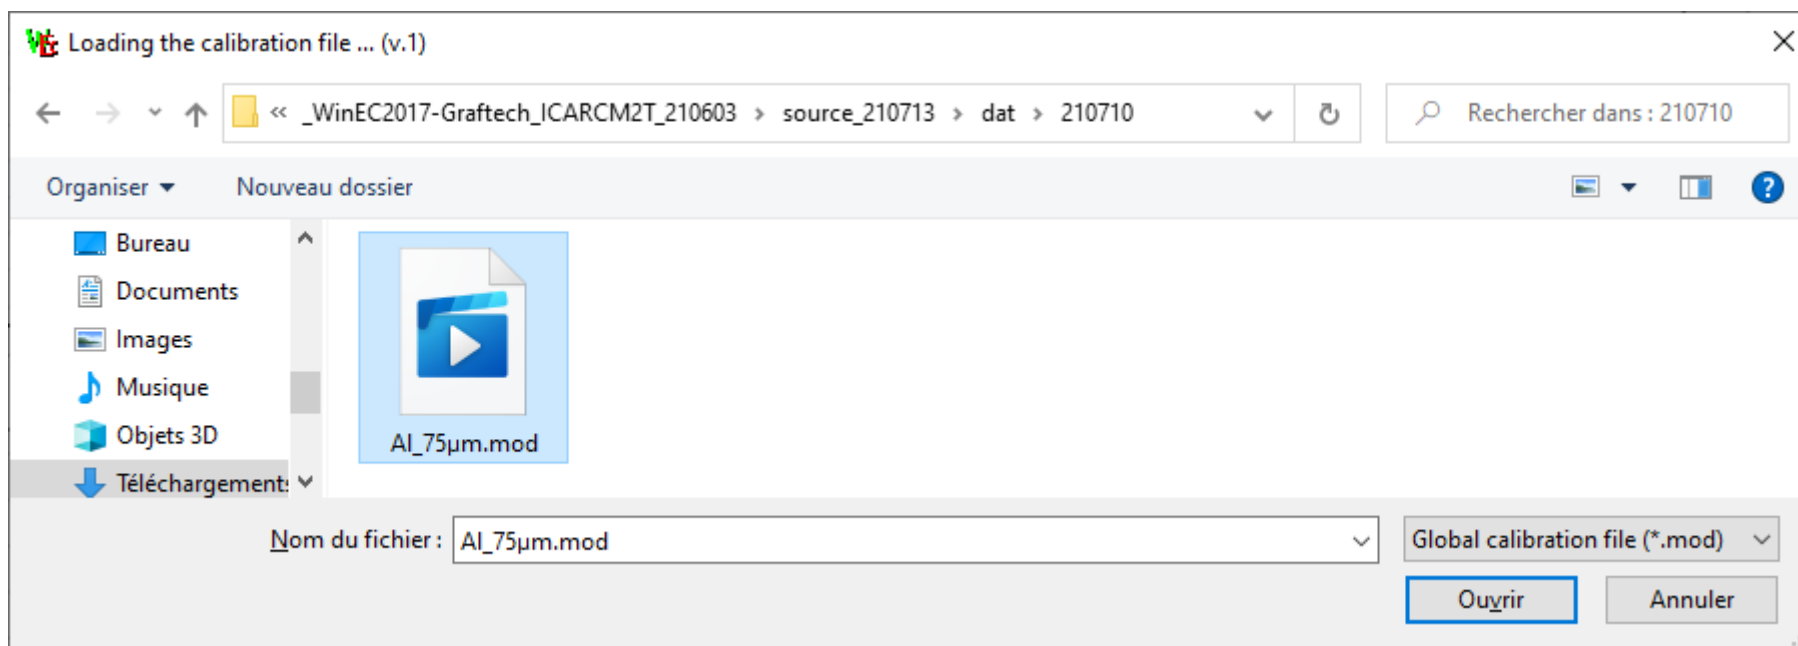 Loading the calibration file ... (v.1)
« _WinEC2017-Graftech_ICARCM2T_210603 > source_210713 > dat > 210710
Rechercher dans : 210710
Organiser
Nouveau dossier
Bureau
Documents
Images
Musique
Objets 3D
Téléchargements
Al_75µm.mod
Nom du fichier :
Al_75µm.mod
Global calibration file (*.mod)
Ouvrir
Annuler